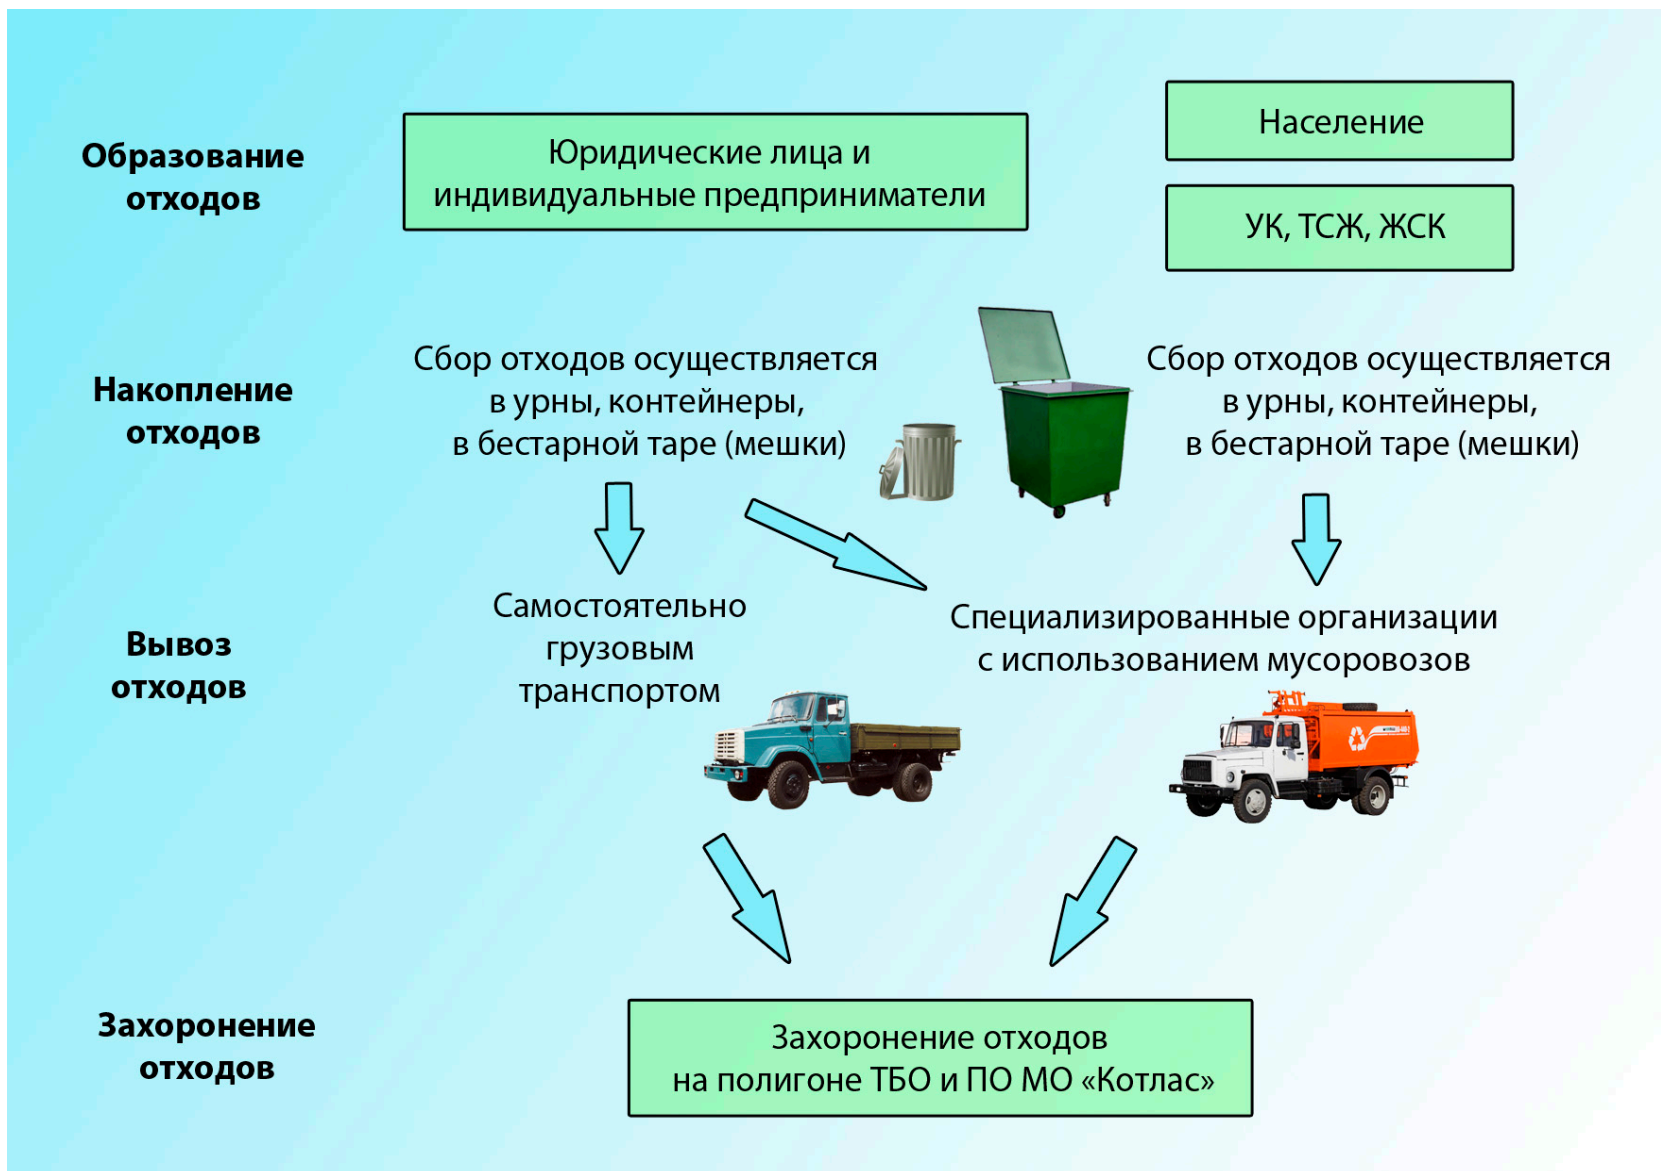 Образование
отходов
Юридические лица и
индивидуальные предприниматели
Население
УК, ТСЖ, ЖСК
Накопление
отходов
Сбор отходов осуществляется
в урны, контейнеры,
в бестарной таре (мешки)
Сбор отходов осуществляется
в урны, контейнеры,
в бестарной таре (мешки)
Вывоз
отходов
Самостоятельно
грузовым
транспортом
Специализированные организации
с использованием мусоровозов
Захоронение
отходов
Захоронение отходов
на полигоне ТБО и ПО МО «Котлас»